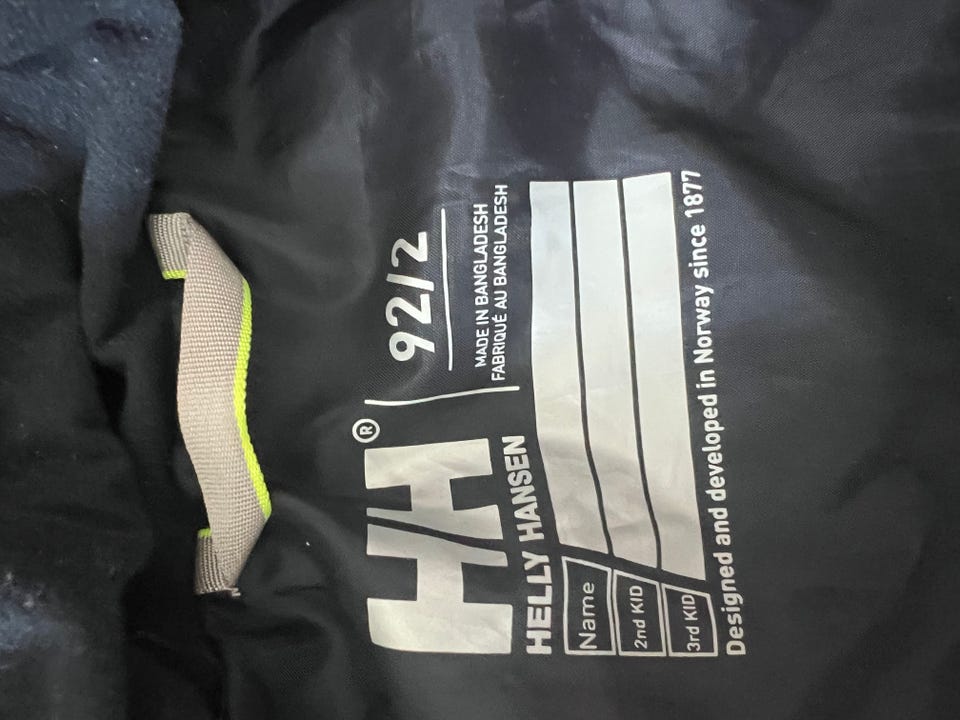 HH®
92/2
MADE IN BANGLADESH
FABRIQUÉ AU BANGLADESH
HELLY HANSEN
Name
2nd KID
3rd KID
Designed and developed in Norway since 1877